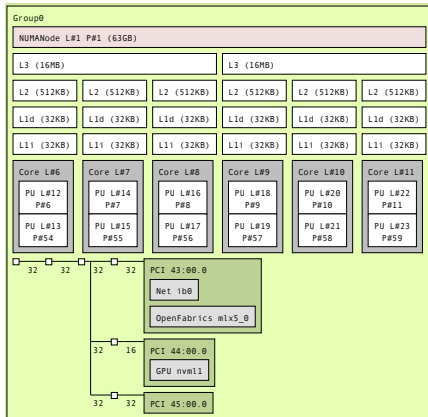 Group0
NUMANode L#1 P#1 (63GB)
L3 (16MB) L3 (16MB)
L2 (512KB) L2 (512KB) L2 (512KB) L2 (512KB) L2 (512KB) L2 (512KB)
L1d (32KB) L1d (32KB) L1d (32KB) L1d (32KB) L1d (32KB) L1d (32KB)
L1i (32KB) L1i (32KB) L1i (32KB) L1i (32KB) L1i (32KB) L1i (32KB)
Core L#6 Core L#7 Core L#8 Core L#9 Core L#10 Core L#11
PU L#12 PU L#14 PU L#16 PU L#18 PU L#20 PU L#22
P#6 P#7 P#8 P#9 P#10 P#11
PU L#13 PU L#15 PU L#17 PU L#19 PU L#21 PU L#23
P#54 P#55 P#56 P#57 P#58 P#59
32 32 32 32 PCI 43:00.0
Net ib0
OpenFabrics mlx5_0
32 16 PCI 44:00.0
GPU nvml1
32 32 PCI 45:00.0